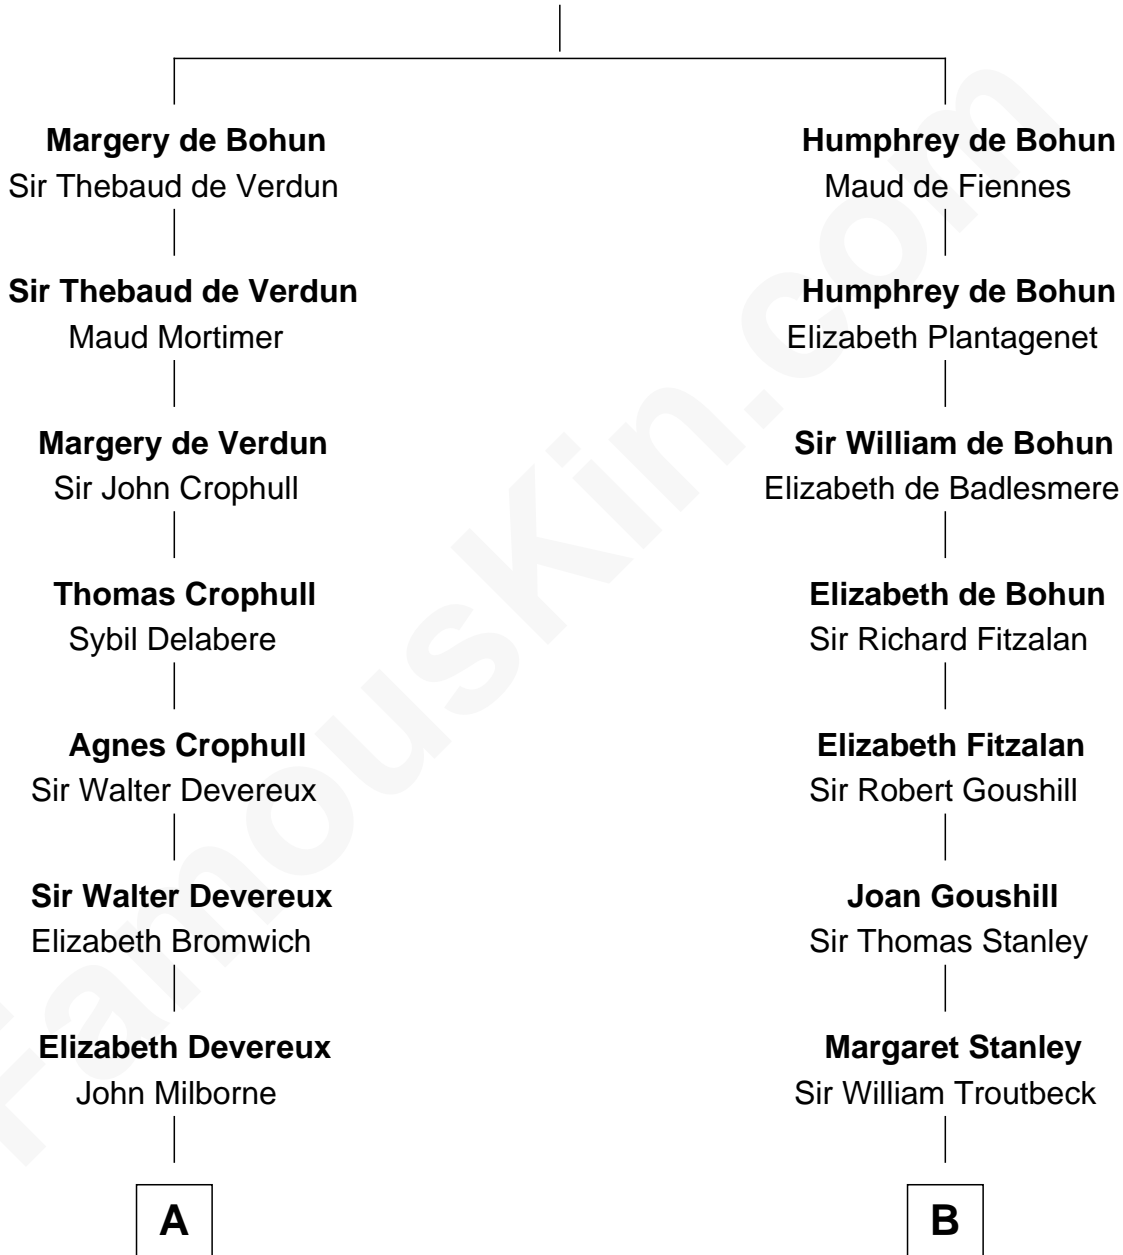 Margery de Bohun
Sir Thebaud de Verdun
Humphrey de Bohun
Maud de Fiennes
Sir Thebaud de Verdun
Maud Mortimer
Humphrey de Bohun
Elizabeth Plantagenet
Margery de Verdun
Sir John Crophull
Sir William de Bohun
Elizabeth de Badlesmere
Thomas Crophull
Sybil Delabere
Elizabeth de Bohun
Sir Richard Fitzalan
Agnes Crophull
Sir Walter Devereux
Elizabeth Fitzalan
Sir Robert Goushill
Sir Walter Devereux
Elizabeth Bromwich
Joan Goushill
Sir Thomas Stanley
Elizabeth Devereux
John Milborne
Margaret Stanley
Sir William Troutbeck
A
B
FamousKin.com